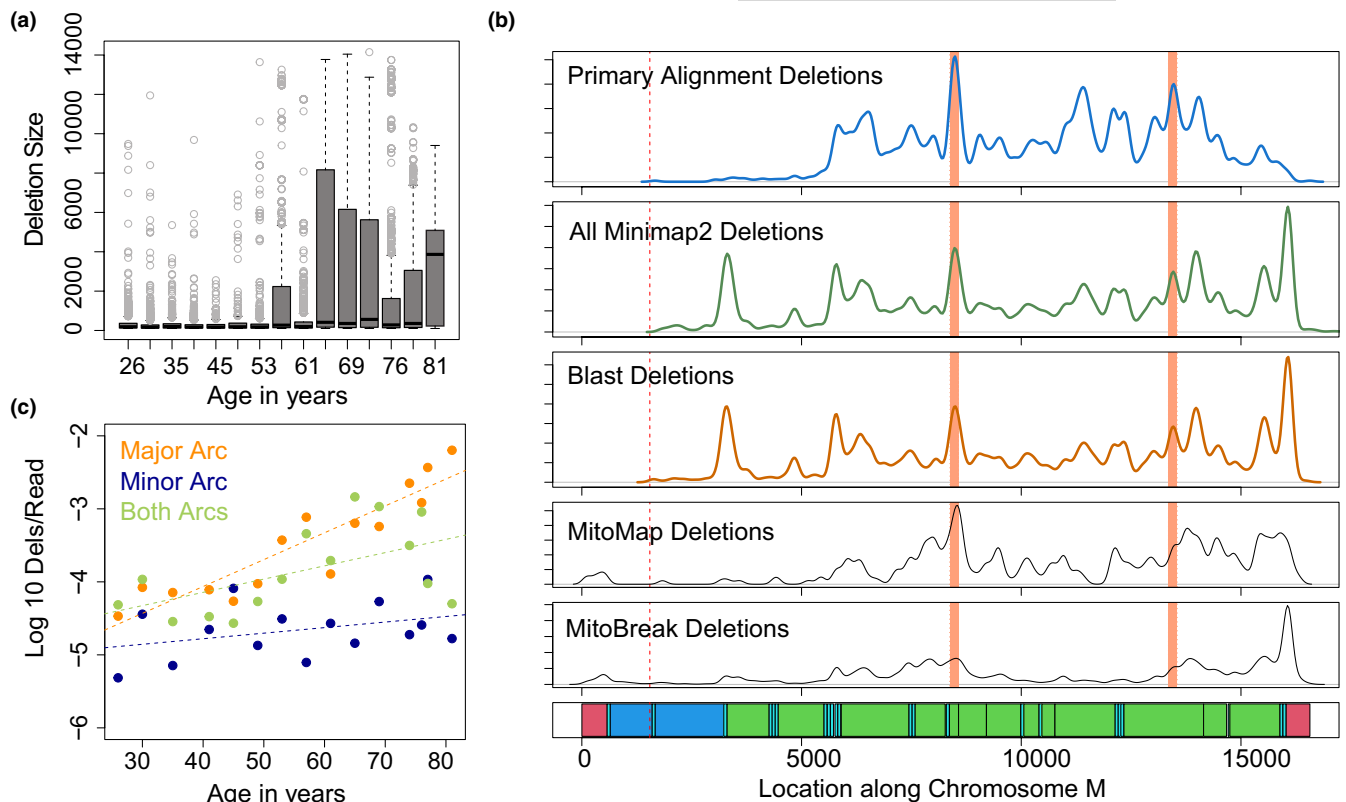 (a)
Deletion Size
0
2000
6000
10000
14000
26 35 45 53 61 69 76 81
Age in years
(b)
Primary Alignment Deletions
All Minimap2 Deletions
Blast Deletions
MitoMap Deletions
MitoBreak Deletions
0 5000 10000 15000
Location along Chromosome M
(c)
Major Arc
Minor Arc
Both Arcs
Log 10 Dels/Read
−2
−3
−4
−5
−6
30 40 50 60 70 80
Age in years